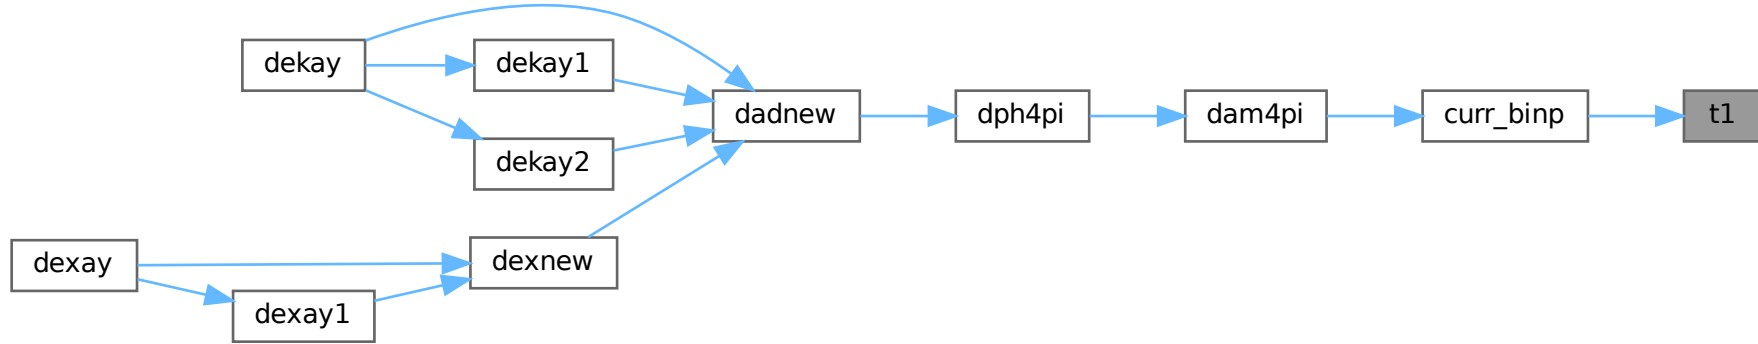 dekay
dekay1
dekay2
dadnew
dph4pi
dam4pi
curr_binp
t1
dexay
dexay1
dexnew